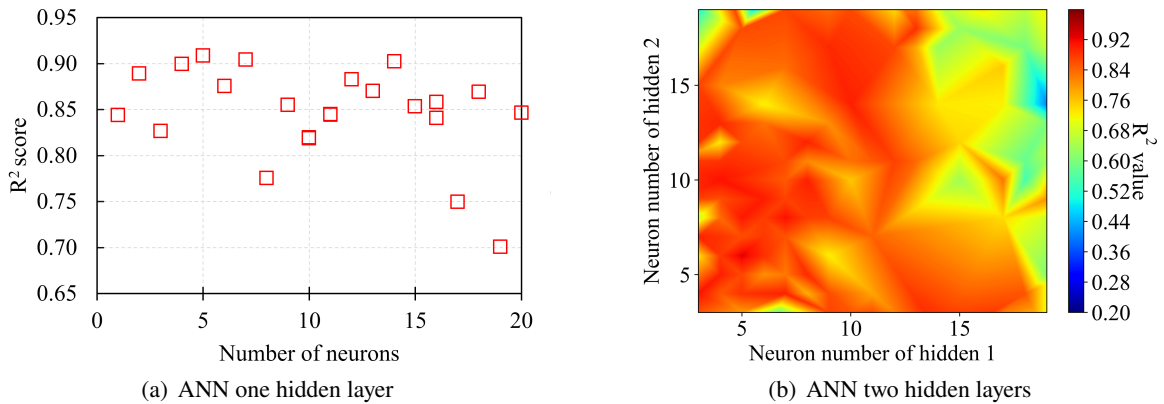 0.95
0.90
0.85
0.80
0.75
0.70
0.65
R² score
0 5 10 15 20
Number of neurons
(a) ANN one hidden layer
Neuron number of hidden 2
15
10
5
5 10 15
Neuron number of hidden 1
0.92
0.84
0.76
0.68
0.60
0.52
0.44
0.36
0.28
0.20
R² value
(b) ANN two hidden layers